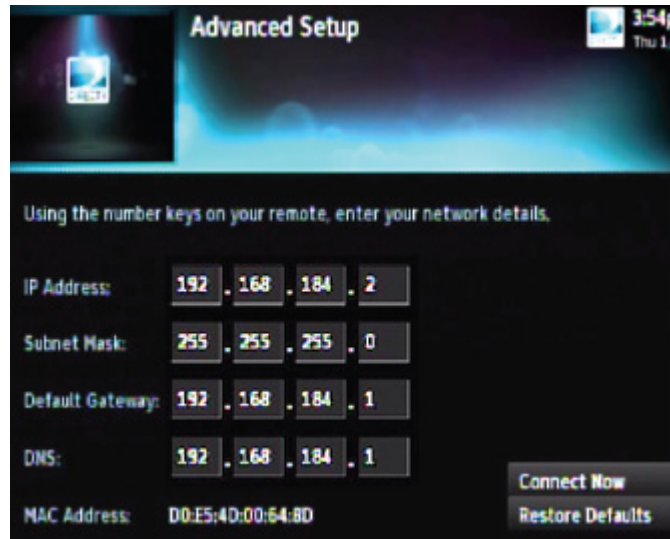 Advanced Setup
3:54
Thu 1
Using the number keys on your remote, enter your network details.
IP Address: 192 . 168 . 184 . 2
Subnet Mask: 255 . 255 . 255 . 0
Default Gateway: 192 . 168 . 184 . 1
DNS: 192 . 168 . 184 . 1
Connect Now
MAC Address: D0:E5:4D:00:64:8D
Restore Defaults